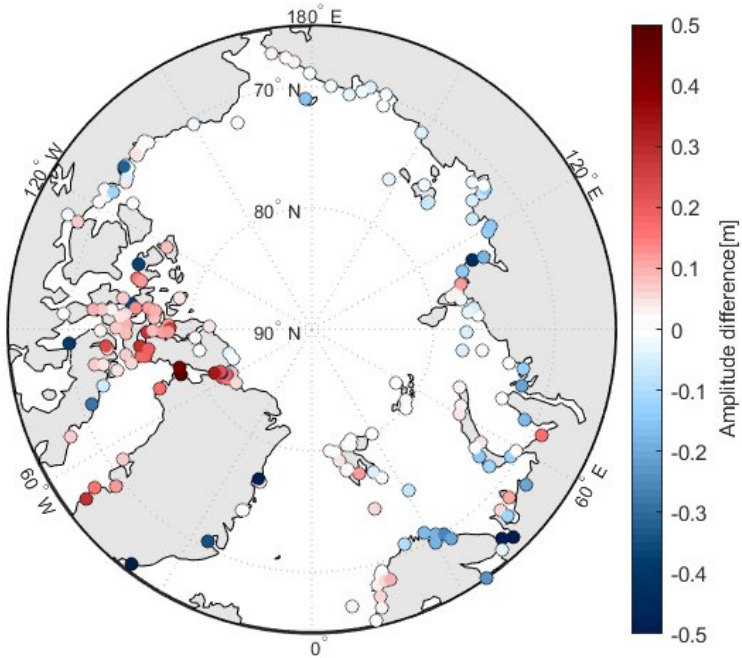 180° E
120° W
120° E
60° W
60° E
0°
70° N
80° N
90° N
0.5
0.4
0.3
0.2
0.1
0
-0.1
-0.2
-0.3
-0.4
-0.5
Amplitude difference[m]